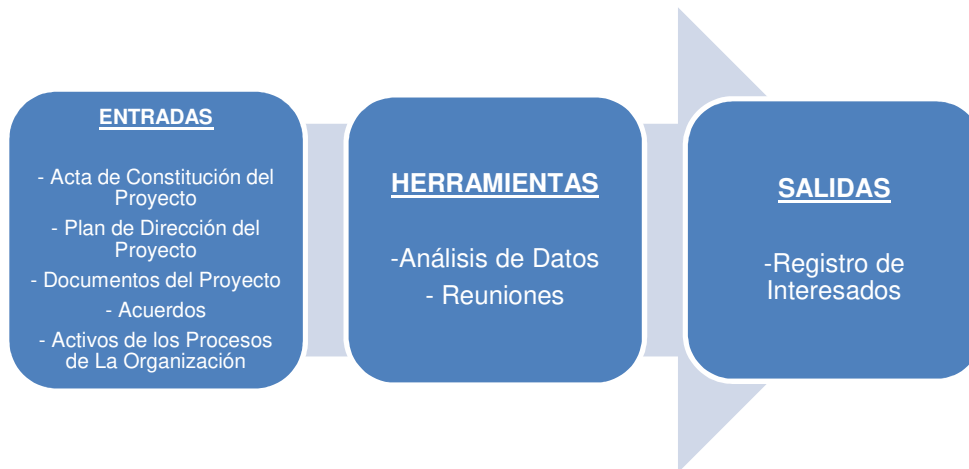 ENTRADAS
- Acta de Constitución del
Proyecto
- Plan de Dirección del
Proyecto
- Documentos del Proyecto
- Acuerdos
- Activos de los Procesos
de La Organización
HERRAMIENTAS
-Análisis de Datos
- Reuniones
SALIDAS
-Registro de
Interesados